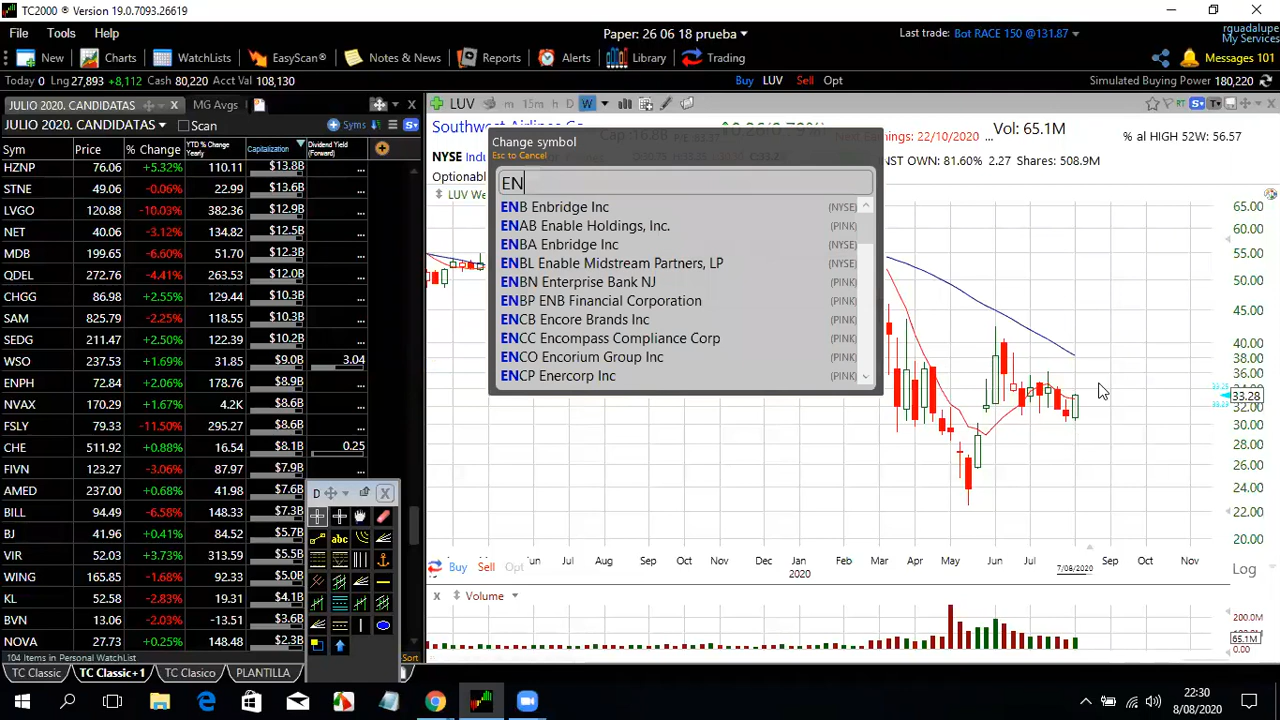 TC2000 ® Version 19.0.7093.26619
File Tools Help
Paper: 26 06 18 prueba
Last trade: Bot RACE 150 @131.87
rguadalupe
My Services
New Charts WatchLists EasyScan® Notes & News Reports Alerts Library Trading
Messages 101
Today 0 Lng 27,893 +8,112 Cash 80,220 Acct Val 108,130
Buy LUV Sell Opt
Simulated Buying Power 180,220
JULIO 2020. CANDIDATAS X MG Avgs
LUV m 15m h D W
JULIO 2020. CANDIDATAS Scan Syms
Southwest Airlines Co
Vol: 65.1M
Next Earnings: 22/10/2020 ...
% al HIGH 52W: 56.57
NYSE
INST OWN: 81.60% 2.27 Shares: 508.9M
Optionable
Sym Price % Change YTD % Change Yearly Capitalization Dividend Yield (Forward)
HZNP 76.06 +5.32% 110.11 $13.8B ...
STNE 49.06 -0.06% 22.99 $13.6B ...
LVGO 120.88 -10.03% 382.36 $12.9B ...
NET 40.06 -3.12% 134.82 $12.5B ...
MDB 199.65 -6.60% 51.70 $12.3B ...
QDEL 272.76 -4.41% 263.53 $12.0B ...
CHGG 86.98 +2.55% 129.44 $10.3B ...
SAM 825.79 -2.25% 118.55 $10.3B ...
SEDG 211.47 +2.50% 122.39 $10.2B ...
WSO 237.53 +1.69% 31.85 $9.0B 3.04
ENPH 72.84 +2.06% 178.76 $8.9B ...
NVAX 170.29 +1.67% 4.2K $8.6B ...
FSLY 79.33 -11.50% 295.27 $8.6B ...
CHE 511.92 +0.88% 16.54 $8.1B 0.25
FIVN 123.27 -3.06% 87.97 $7.9B ...
AMED 237.00 +0.68% 41.98 $7.6B
BILL 94.49 -6.58% 148.33 $7.3B
BJ 41.96 +0.41% 84.52 $5.7B
VIR 52.03 +3.73% 313.59 $5.5B
WING 165.85 -1.68% 92.33 $5.0B
KL 52.58 -2.83% 19.31 $4.1B
BVN 13.06 -2.03% -13.51 $3.6B
NOVA 27.73 +0.25% 148.48 $2.3B
104 Items in Personal WatchList
Sort
TC Classic TC Classic+1 TC Clasico PLANTILLA
D X
abc
Change symbol
Esc to Cancel
EN
ENB Enbridge Inc (NYSE)
ENAB Enable Holdings, Inc. (PINK)
ENBA Enbridge Inc (NYSE)
ENBL Enable Midstream Partners, LP (NYSE)
ENBN Enterprise Bank NJ (PINK)
ENBP ENB Financial Corporation (PINK)
ENCB Encore Brands Inc (PINK)
ENCC Encompass Compliance Corp (PINK)
ENCO Encorium Group Inc (PINK)
ENCP Enercorp Inc (PINK)
65.00
60.00
55.00
50.00
45.00
40.00
38.00
36.00
33.28
32.00
30.00
28.00
26.00
24.00
22.00
20.00
Buy Sell Opt
Jun Jul Aug Sep Oct Nov Dec Jan 2020 Feb Mar Apr May Jun Jul Sep Oct Nov
7/08/2020
Log
X Volume
200.0M
65.1M
0.00
22:30
8/08/2020